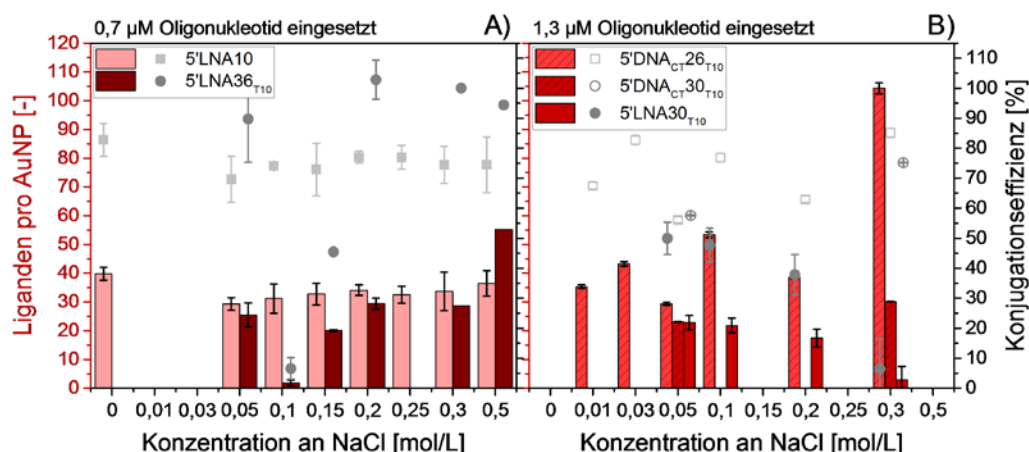 0,7 µM Oligonukleotid eingesetzt
A)
5'LNA10
5'LNA36T10
Liganden pro AuNP [-]
120
110
100
90
80
70
60
50
40
30
20
10
0
0 0,01 0,03 0,05 0,1 0,15 0,2 0,25 0,3 0,5
Konzentration an NaCl [mol/L]
1,3 µM Oligonukleotid eingesetzt
B)
5'DNACT26T10
5'DNACT30T10
5'LNA30T10
0 0,01 0,03 0,05 0,1 0,15 0,2 0,25 0,3 0,5
Konzentration an NaCl [mol/L]
110
100
90
80
70
60
50
40
30
20
10
0
Konjugationseffizienz [%]